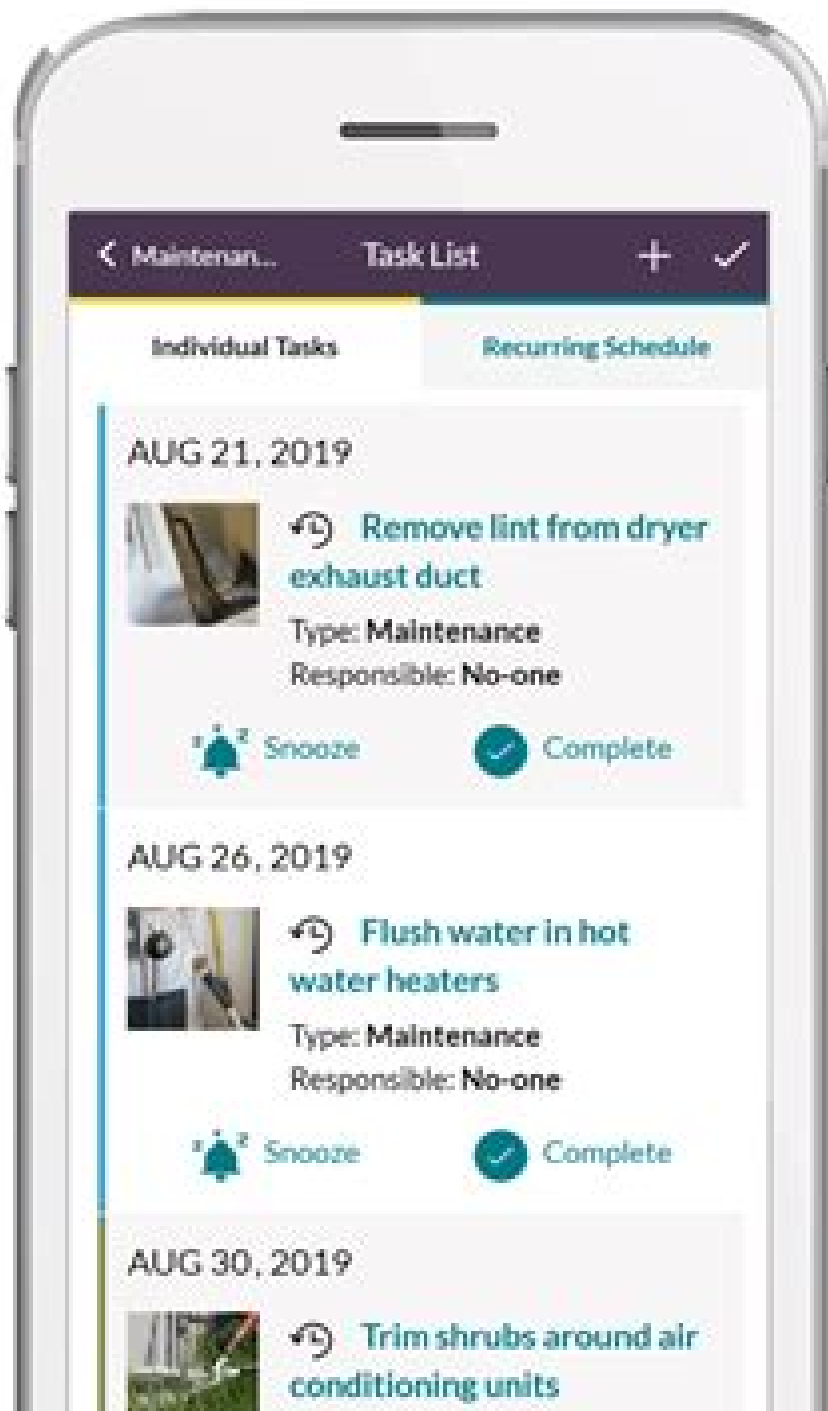 Maintenan...
Task List
Individual Tasks
Recurring Schedule
AUG 21, 2019
Remove lint from dryer
exhaust duct
Type: Maintenance
Responsible: No-one
Snooze
Complete
AUG 26, 2019
Flush water in hot
water heaters
Type: Maintenance
Responsible: No-one
Snooze
Complete
AUG 30, 2019
Trim shrubs around air
conditioning units